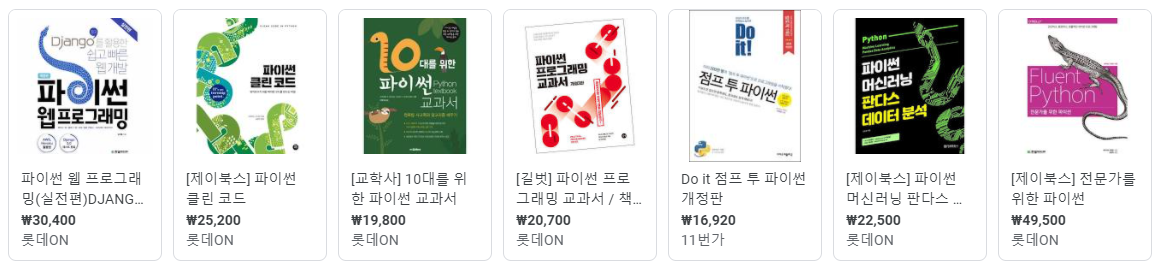 Django를 활용한
쉽고 빠른
웹 개발
파이썬
웹 프로그래밍
파이썬
클린 코드
10대를 위한
파이썬 Python
Textbook
교과서
파이썬
프로그래밍
교과서
Do it!
점프 투 파이썬
Python
파이썬
머신러닝
판다스
데이터 분석
Fluent
Python
전문가를 위한 파이썬
파이썬 웹 프로그래
밍(실전편)DJANG...
₩30,400
롯데ON
[제이북스] 파이썬
클린 코드
₩25,200
롯데ON
[교학사] 10대를 위
한 파이썬 교과서
₩19,800
롯데ON
[길벗] 파이썬 프로
그래밍 교과서 / 책...
₩20,700
롯데ON
Do it 점프 투 파이썬
개정판
₩16,920
11번가
[제이북스] 파이썬
머신러닝 판다스 ...
₩22,500
롯데ON
[제이북스] 전문가를
위한 파이썬
₩49,500
롯데ON